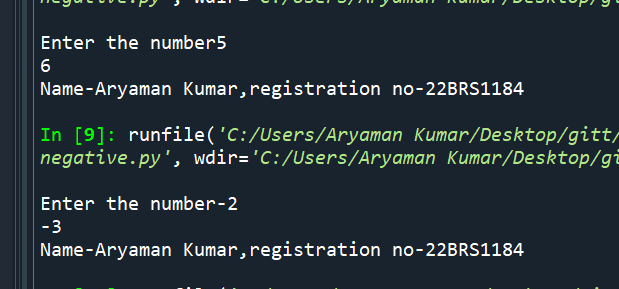 negative.py', wdir='C:/Users/Aryaman Kumar/Desktop/git
Enter the number5
6
Name-Aryaman Kumar,registration no-22BRS1184
In [9]: runfile('C:/Users/Aryaman Kumar/Desktop/gitt/
negative.py', wdir='C:/Users/Aryaman Kumar/Desktop/gi
Enter the number-2
-3
Name-Aryaman Kumar,registration no-22BRS1184